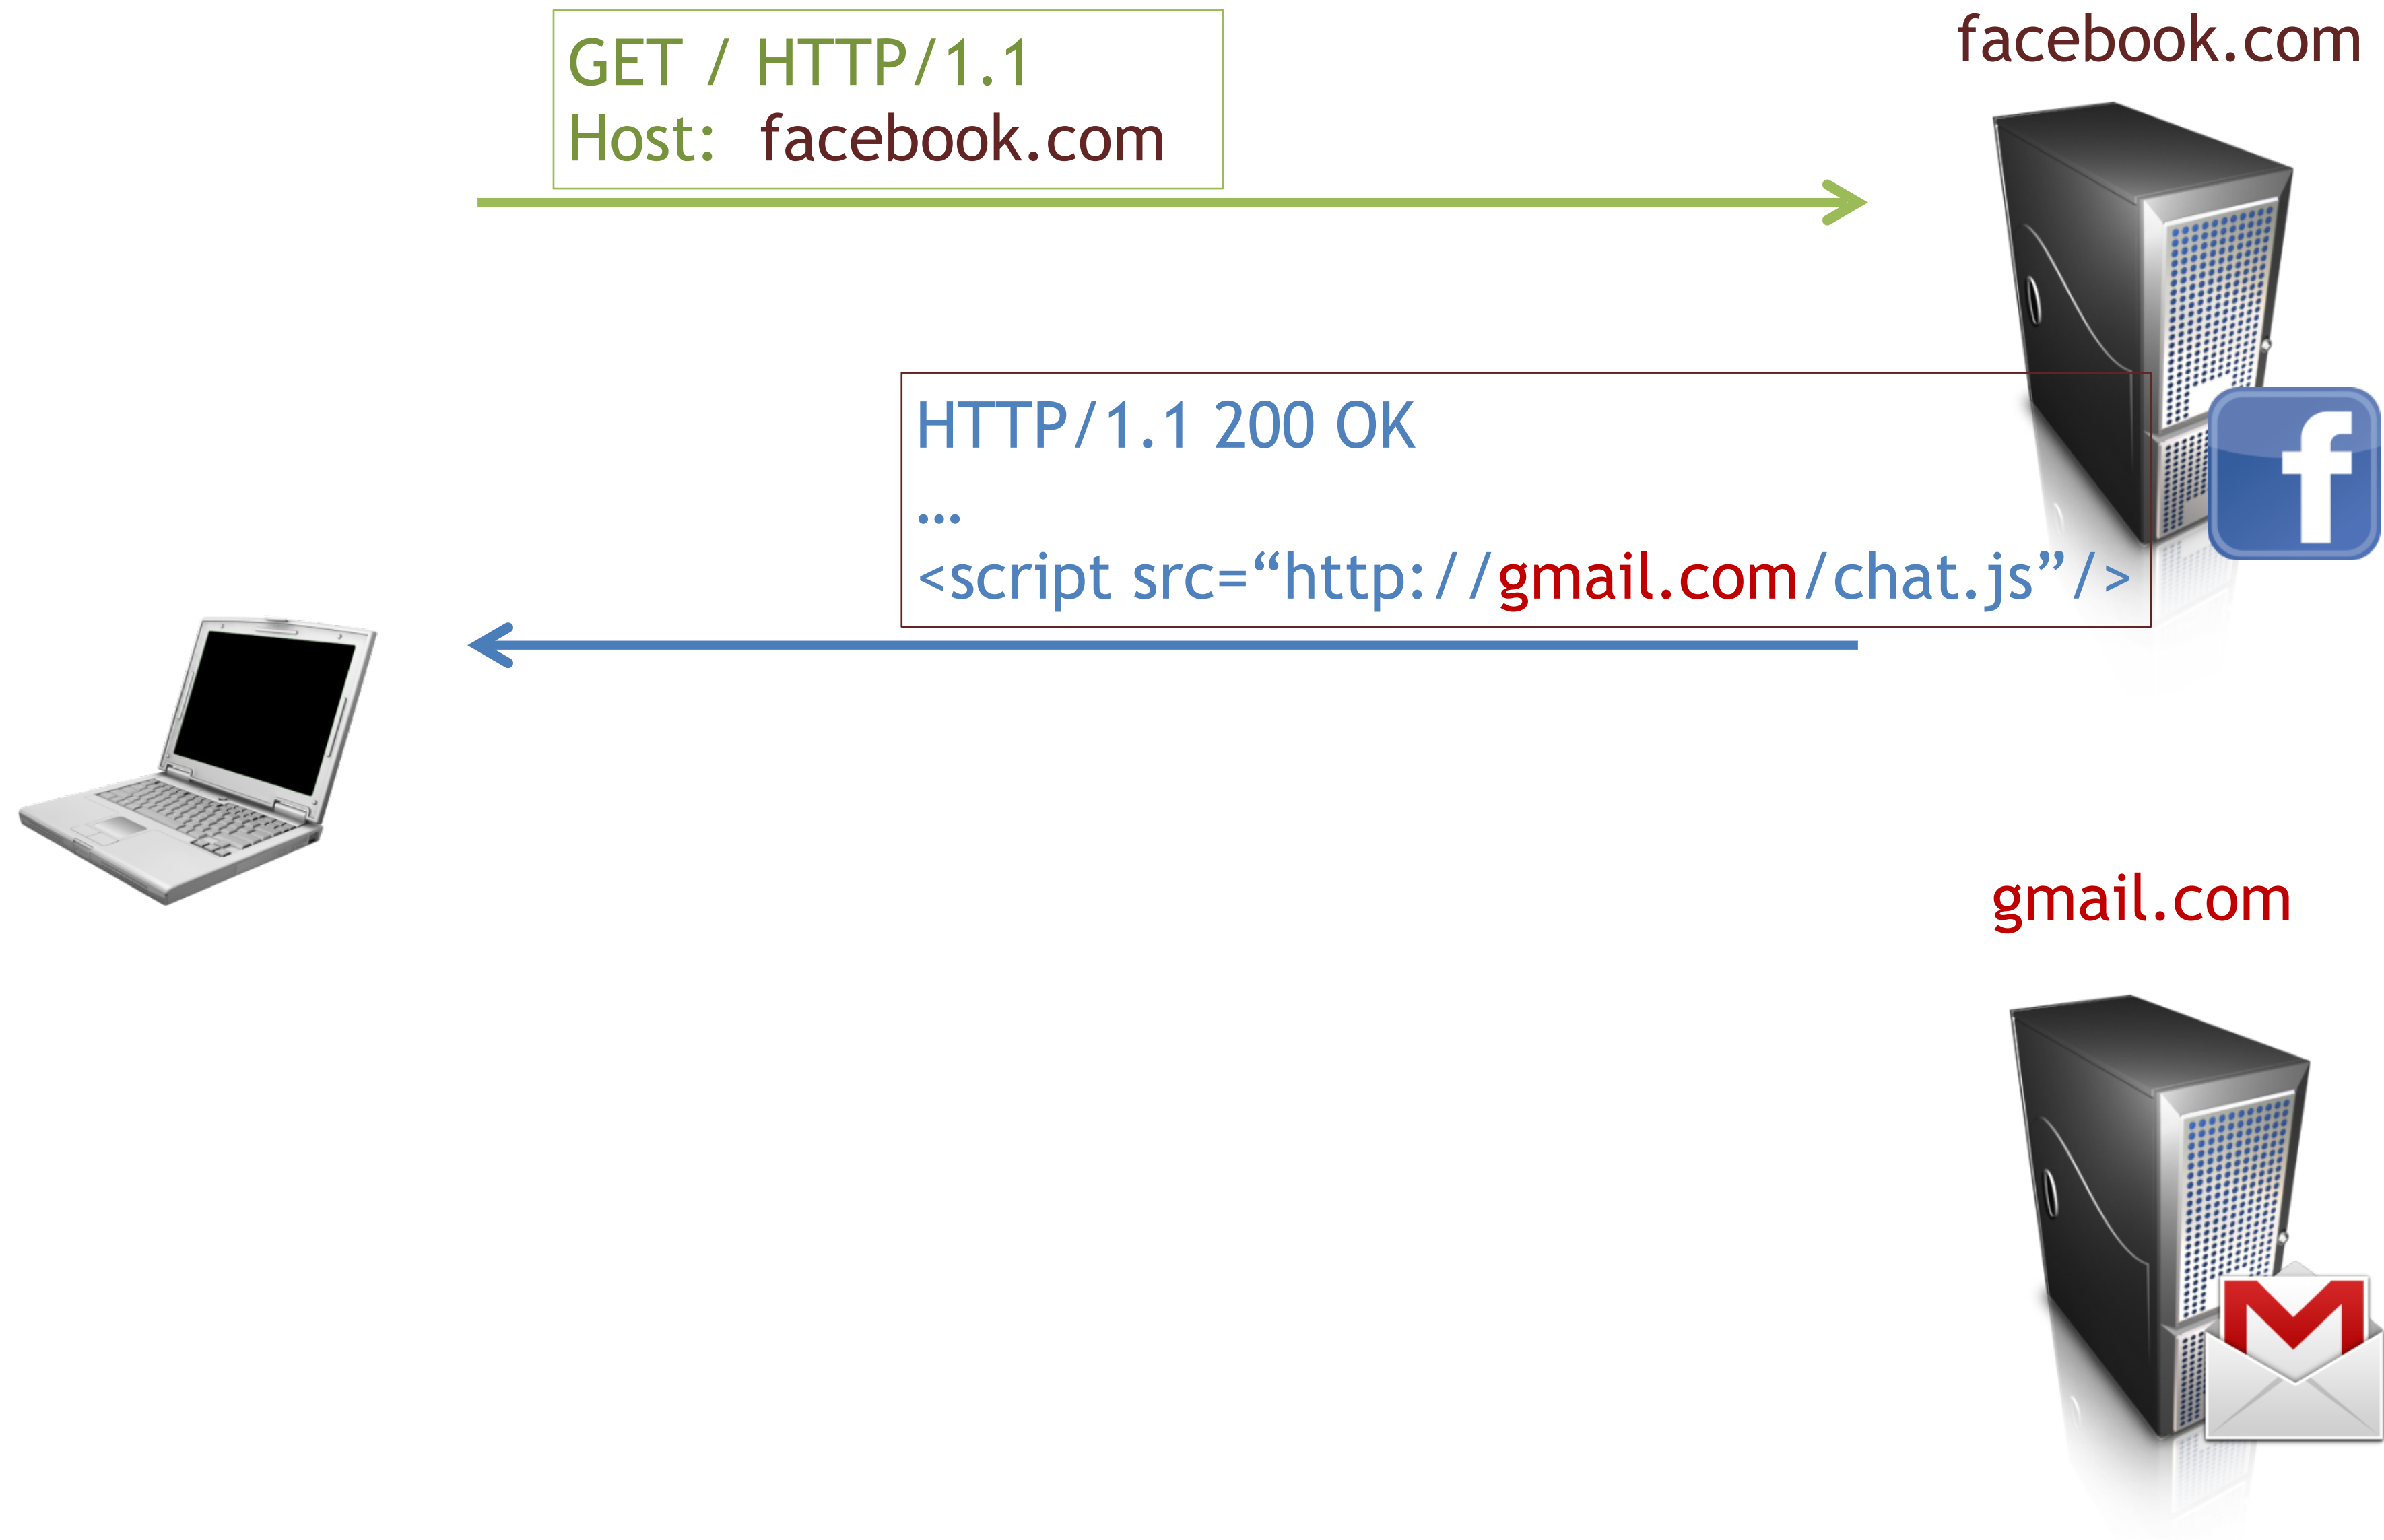 facebook.com
GET / HTTP/1.1
Host: facebook.com
HTTP/1.1 200 OK
…
<script src=“http://gmail.com/chat.js”/>
f
gmail.com
M